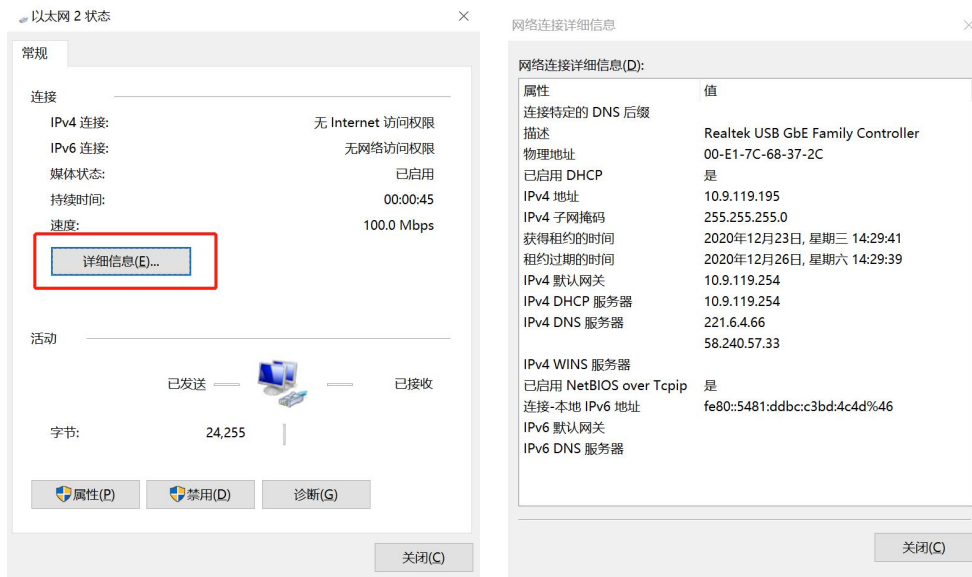 以太网 2 状态
常规
连接
IPv4 连接: 无 Internet 访问权限
IPv6 连接: 无网络访问权限
媒体状态: 已启用
持续时间: 00:00:45
速度: 100.0 Mbps
详细信息(E)...
活动
已发送 已接收
字节: 24,255
属性(P) 禁用(D) 诊断(G)
关闭(C)
网络连接详细信息
网络连接详细信息(D):
属性 值
连接特定的 DNS 后缀
描述 Realtek USB GbE Family Controller
物理地址 00-E1-7C-68-37-2C
已启用 DHCP 是
IPv4 地址 10.9.119.195
IPv4 子网掩码 255.255.255.0
获得租约的时间 2020年12月23日, 星期三 14:29:41
租约过期的时间 2020年12月26日, 星期六 14:29:39
IPv4 默认网关 10.9.119.254
IPv4 DHCP 服务器 10.9.119.254
IPv4 DNS 服务器 221.6.4.66
58.240.57.33
IPv4 WINS 服务器
已启用 NetBIOS over Tcpip 是
连接-本地 IPv6 地址 fe80::5481:ddbc:c3bd:4c4d%46
IPv6 默认网关
IPv6 DNS 服务器
关闭(C)